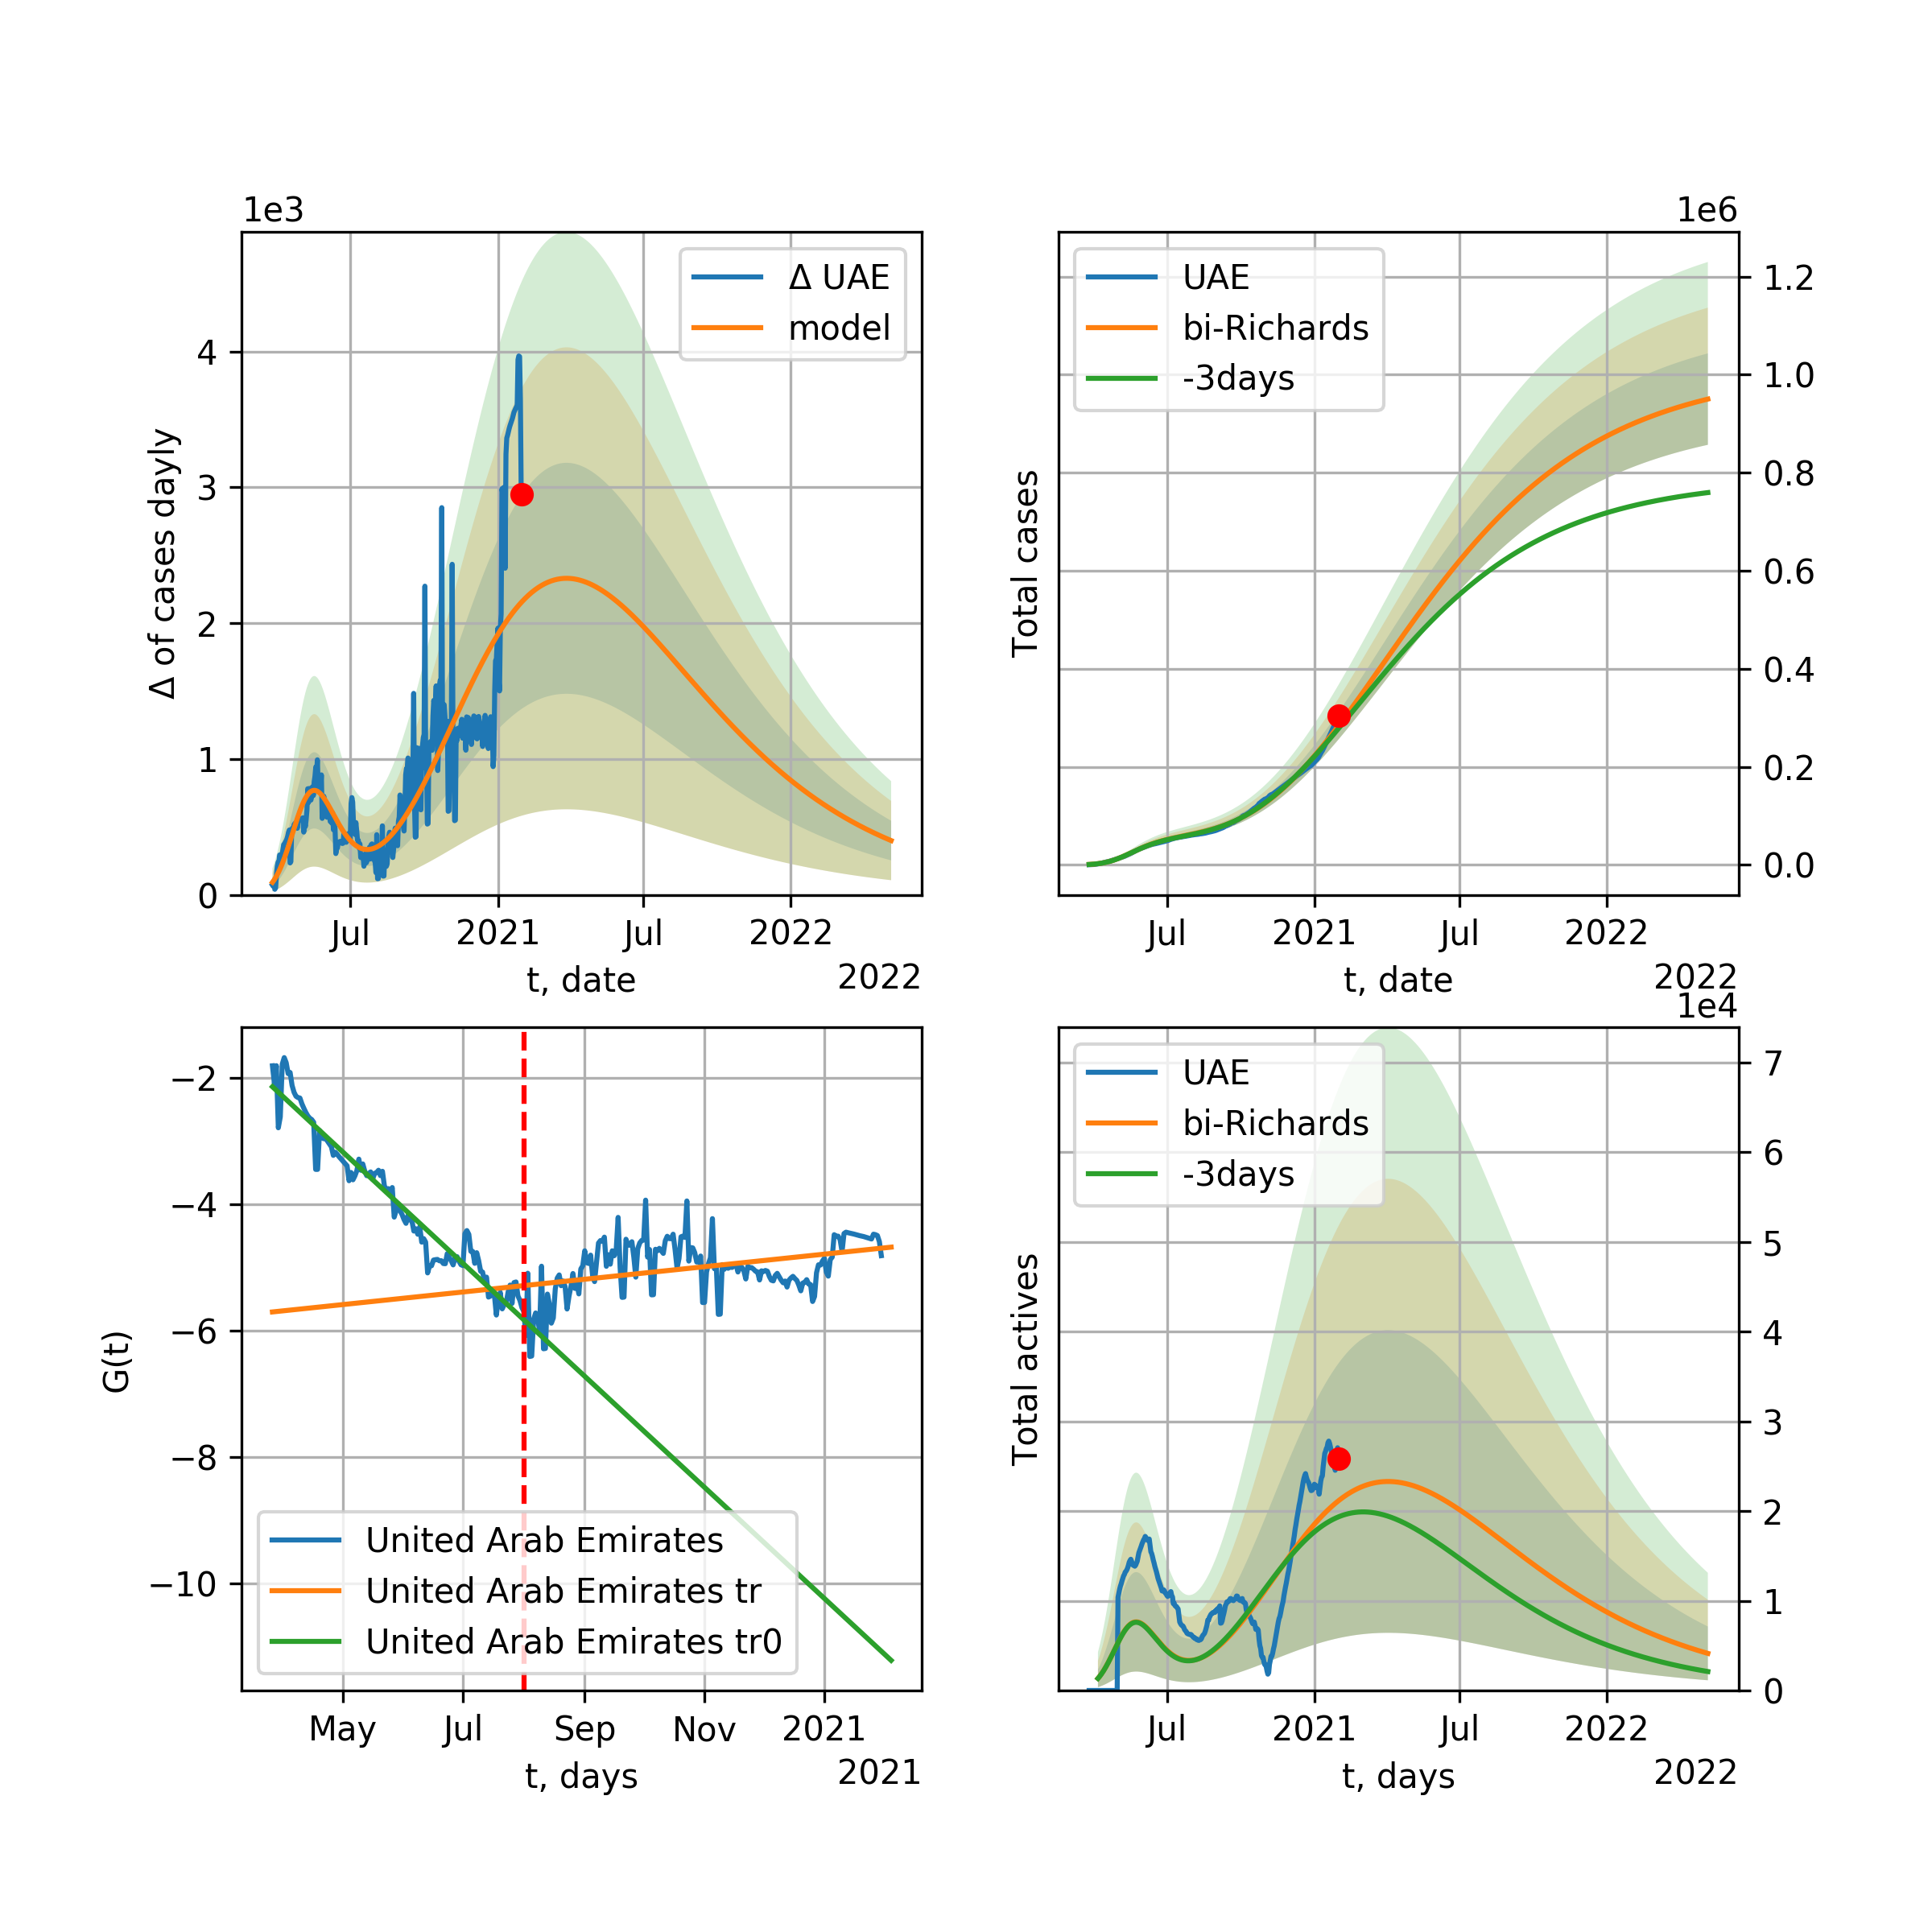 1e3
Δ UAE
model
4
3
2
1
0
Δ of cases dayly
Jul
2021
Jul
2022
t, date
2022
1e6
UAE
bi-Richards
-3days
1.2
1.0
0.8
0.6
0.4
0.2
0.0
Total cases
Jul
2021
Jul
2022
t, date
2022
−2
−4
−6
−8
−10
G(t)
United Arab Emirates
United Arab Emirates tr
United Arab Emirates tr0
May
Jul
Sep
Nov
2021
t, days
2021
1e4
UAE
bi-Richards
-3days
7
6
5
4
3
2
1
0
Total actives
Jul
2021
Jul
2022
t, days
2022